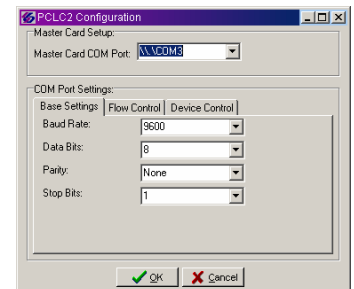 PCLC2 Configuration
Master Card Setup:
Master Card COM Port: \\.\COM3
COM Port Settings:
Base Settings Flow Control Device Control
Baud Rate: 9600
Data Bits: 8
Parity: None
Stop Bits: 1
OK Cancel